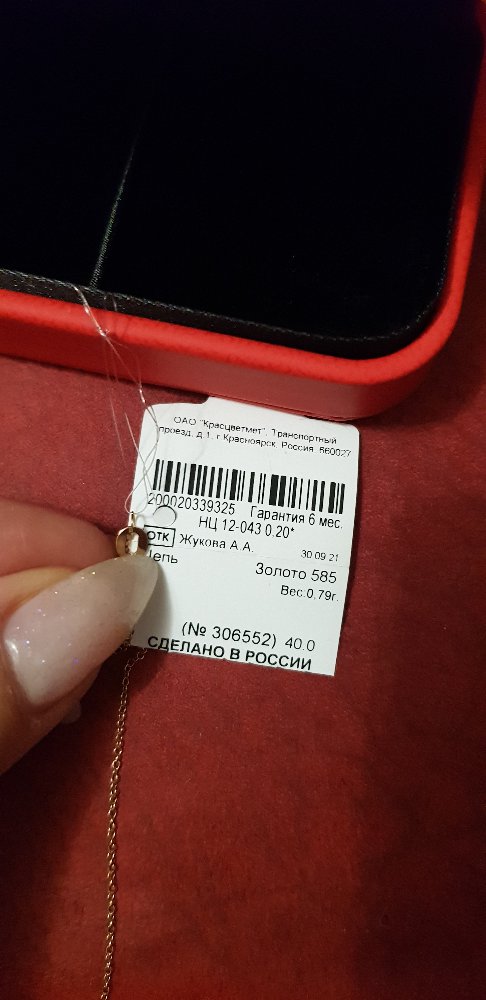 ОАО "Красцветмет", Транспортный
проезд, д.1, г.Красноярск, Россия, 660027
200020339325 Гарантия 6 мес.
НЦ 12-043 0.20*
ОТК Жукова А.А. 30 09 21
Цепь Золото 585
Вес:0,79г.
(№ 306552) 40.0
СДЕЛАНО В РОССИИ